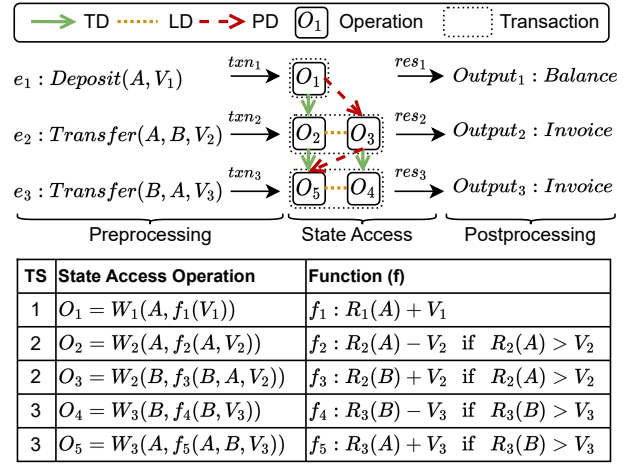 TD LD PD O₁ Operation Transaction
e₁ : Deposit(A, V₁) txn₁ O₁ res₁ Output₁ : Balance
e₂ : Transfer(A, B, V₂) txn₂ O₂ O₃ res₂ Output₂ : Invoice
e₃ : Transfer(B, A, V₃) txn₃ O₅ O₄ res₃ Output₃ : Invoice
Preprocessing State Access Postprocessing
TS State Access Operation Function (f)
1 O₁ = W₁(A, f₁(V₁)) f₁ : R₁(A) + V₁
2 O₂ = W₂(A, f₂(A, V₂)) f₂ : R₂(A) − V₂ if R₂(A) > V₂
2 O₃ = W₂(B, f₃(B, A, V₂)) f₃ : R₂(B) + V₂ if R₂(A) > V₂
3 O₄ = W₃(B, f₄(B, V₃)) f₄ : R₃(B) − V₃ if R₃(B) > V₃
3 O₅ = W₃(A, f₅(A, B, V₃)) f₅ : R₃(A) + V₃ if R₃(B) > V₃